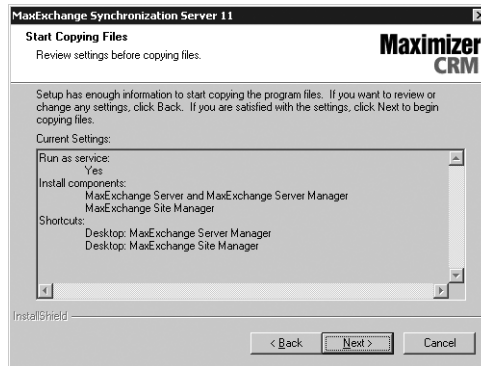 MaxExchange Synchronization Server 11
Start Copying Files
Review settings before copying files.
Maximizer
CRM
Setup has enough information to start copying the program files. If you want to review or
change any settings, click Back. If you are satisfied with the settings, click Next to begin
copying files.
Current Settings:
Run as service:
Yes
Install components:
MaxExchange Server and MaxExchange Server Manager
MaxExchange Site Manager
Shortcuts:
Desktop: MaxExchange Server Manager
Desktop: MaxExchange Site Manager
InstallShield
< Back
Next >
Cancel